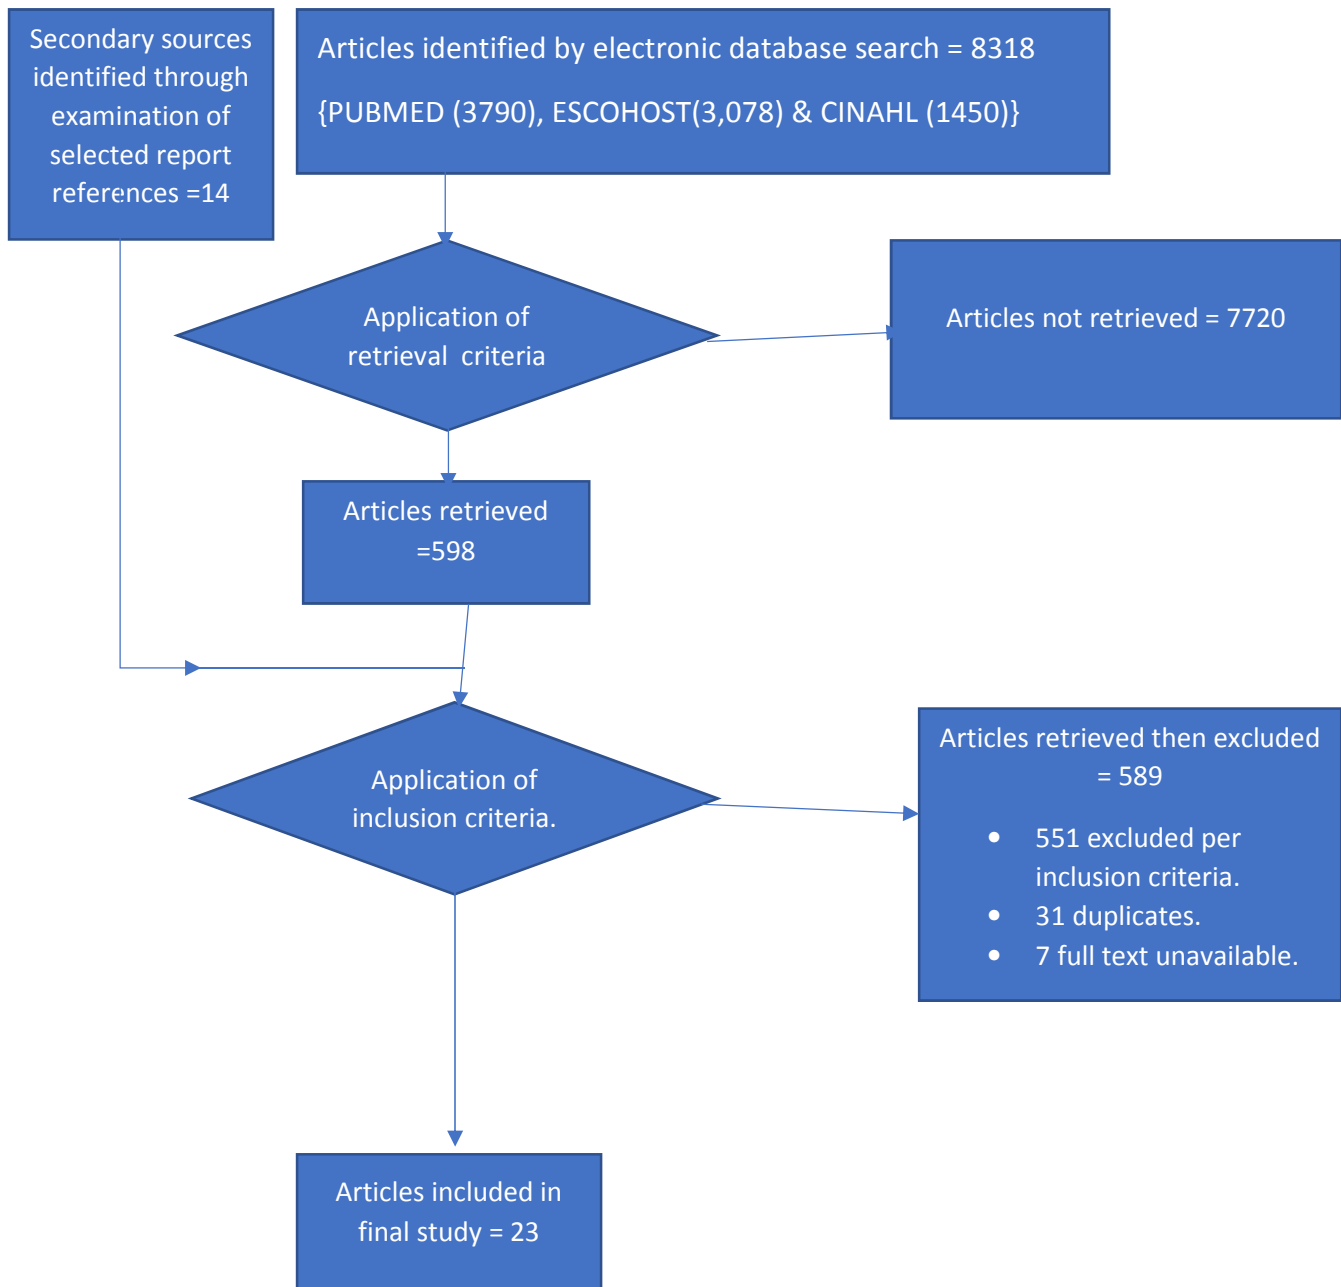 Secondary sources
identified through
examination of
selected report
references =14
Articles identified by electronic database search = 8318
{PUBMED (3790), ESCOHOST(3,078) & CINAHL (1450)}
Application of
retrieval criteria
Articles not retrieved = 7720
Articles retrieved
=598
Application of
inclusion criteria.
Articles retrieved then excluded
= 589
• 551 excluded per
inclusion criteria.
• 31 duplicates.
• 7 full text unavailable.
Articles included in
final study = 23